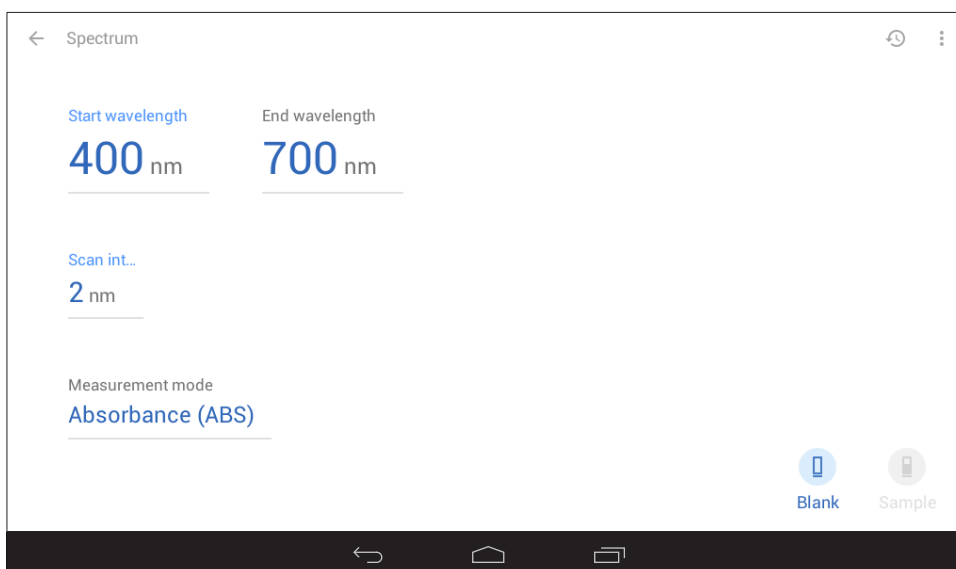 Spectrum
Start wavelength End wavelength
400 nm 700 nm
Scan int...
2 nm
Measurement mode
Absorbance (ABS)
Blank Sample